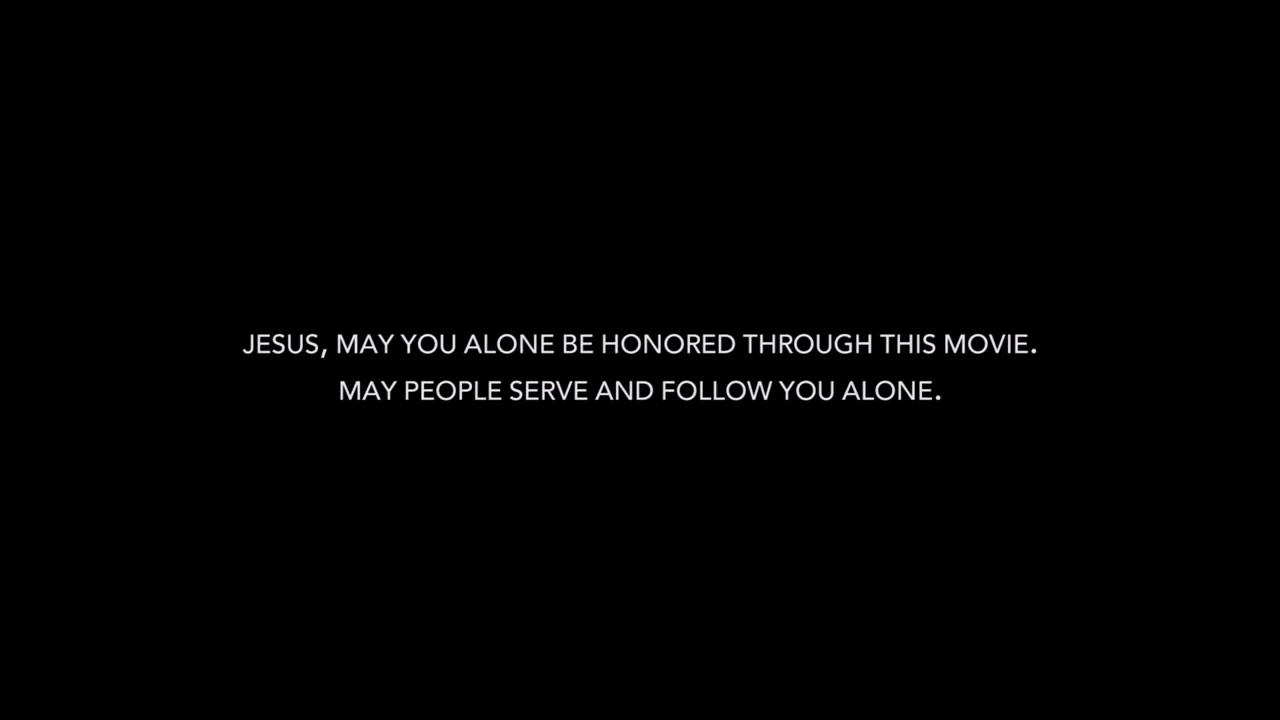 JESUS, MAY YOU ALONE BE HONORED THROUGH THIS MOVIE.
MAY PEOPLE SERVE AND FOLLOW YOU ALONE.